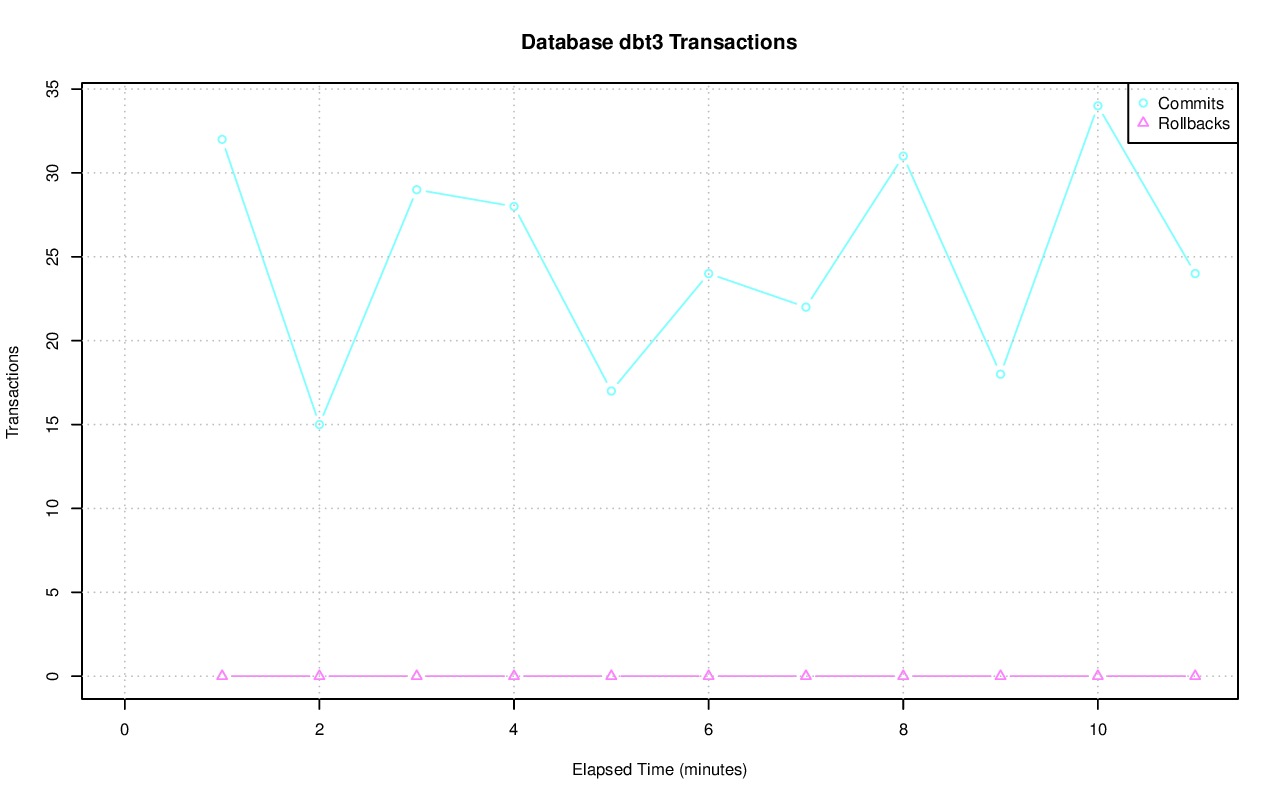 Database dbt3 Transactions
Commits
Rollbacks
35
30
25
20
15
10
5
0
Transactions
0 2 4 6 8 10
Elapsed Time (minutes)